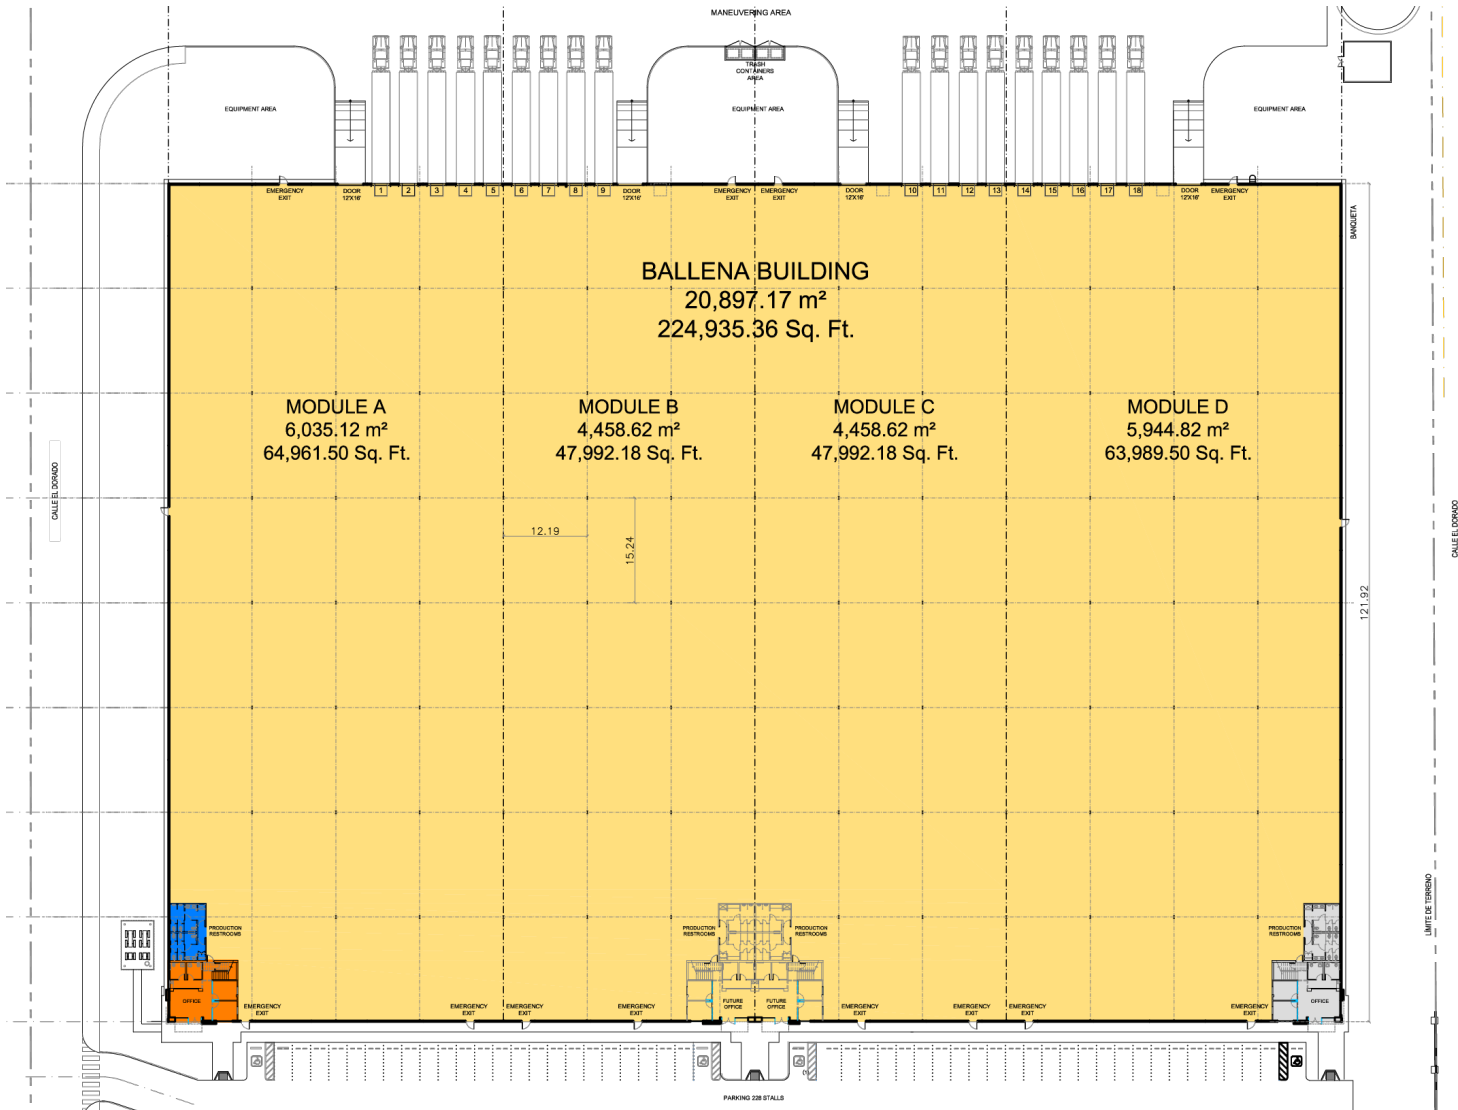 MANEUVERING AREA
TRASH
CONTAINERS
AREA
EQUIPMENT AREA
EQUIPMENT AREA
EQUIPMENT AREA
EMERGENCY
EXIT
DOOR
12'X16'
1
2
3
4
5
6
7
8
9
DOOR
12'X16'
EMERGENCY
EXIT
EMERGENCY
EXIT
DOOR
12'X16'
10
11
12
13
14
15
16
17
18
DOOR
12'X16'
EMERGENCY
EXIT
BANQUETA
BALLENA BUILDING
20,897.17 m²
224,935.36 Sq. Ft.
MODULE A
6,035.12 m²
64,961.50 Sq. Ft.
MODULE B
4,458.62 m²
47,992.18 Sq. Ft.
MODULE C
4,458.62 m²
47,992.18 Sq. Ft.
MODULE D
5,944.82 m²
63,989.50 Sq. Ft.
CALLE EL DORADO
CALLE EL DORADO
12.19
15.24
121.92
LÍMITE DE TERRENO
PRODUCTION
RESTROOMS
PRODUCTION
RESTROOMS
PRODUCTION
RESTROOMS
PRODUCTION
RESTROOMS
OFFICE
FUTURE
OFFICE
FUTURE
OFFICE
OFFICE
EMERGENCY
EXIT
EMERGENCY
EXIT
EMERGENCY
EXIT
EMERGENCY
EXIT
EMERGENCY
EXIT
EMERGENCY
EXIT
EMERGENCY
EXIT
EMERGENCY
EXIT
PARKING 228 STALLS